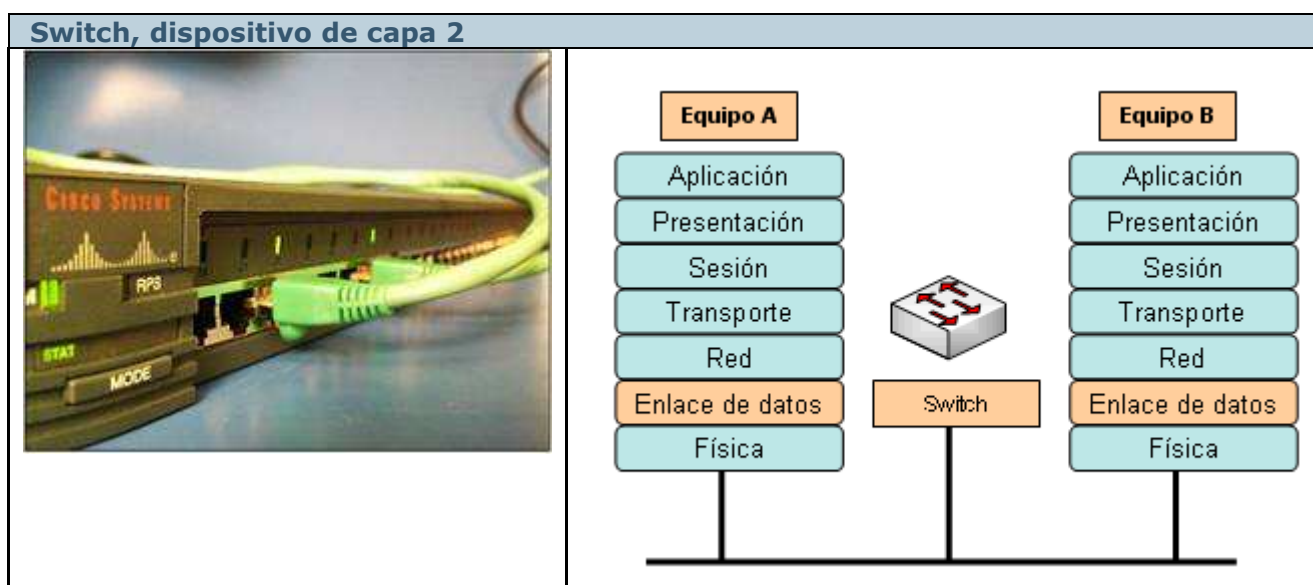 Switch, dispositivo de capa 2
CISCO SYSTEMS
RPS
STAT
MODE
Equipo A
Equipo B
Aplicación
Aplicación
Presentación
Presentación
Sesión
Sesión
Transporte
Transporte
Red
Red
Enlace de datos
Switch
Enlace de datos
Física
Física